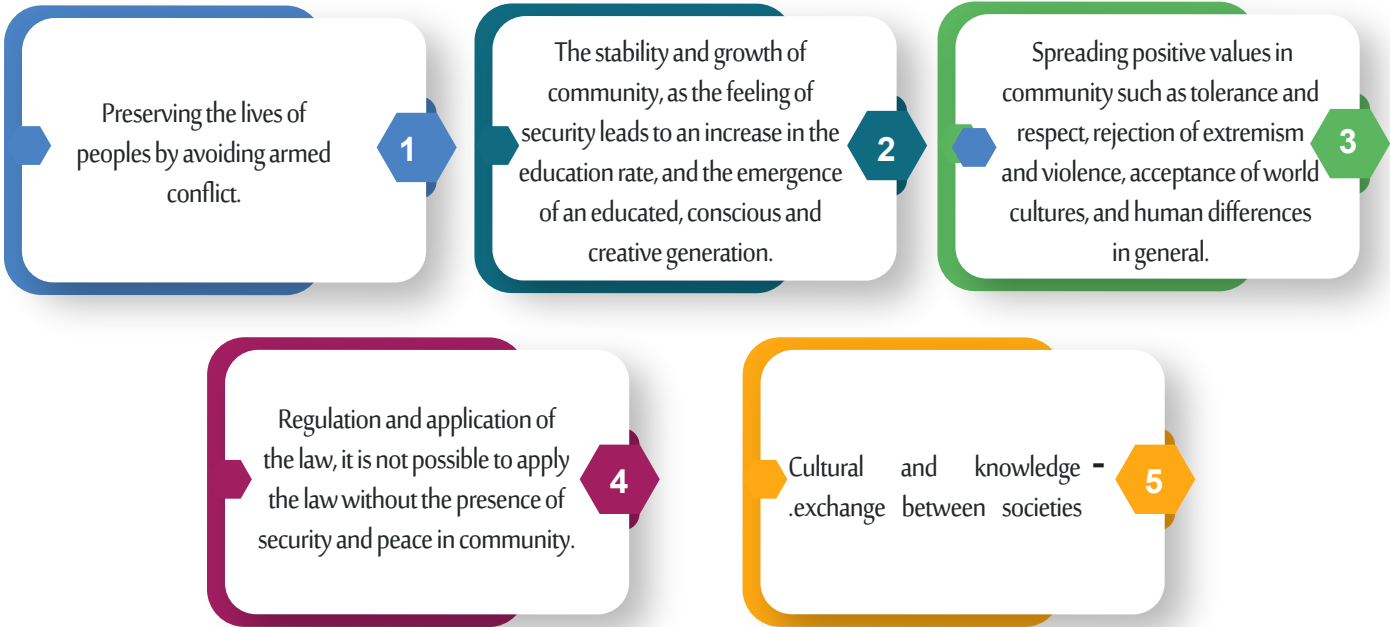 Preserving the lives of
peoples by avoiding armed
conflict.
1
The stability and growth of
community, as the feeling of
security leads to an increase in the
education rate, and the emergence
of an educated, conscious and
creative generation.
2
Spreading positive values in
community such as tolerance and
respect, rejection of extremism
and violence, acceptance of world
cultures, and human differences
in general.
3
Regulation and application of
the law, it is not possible to apply
the law without the presence of
security and peace in community.
4
Cultural and knowledge -
.exchange between societies
5